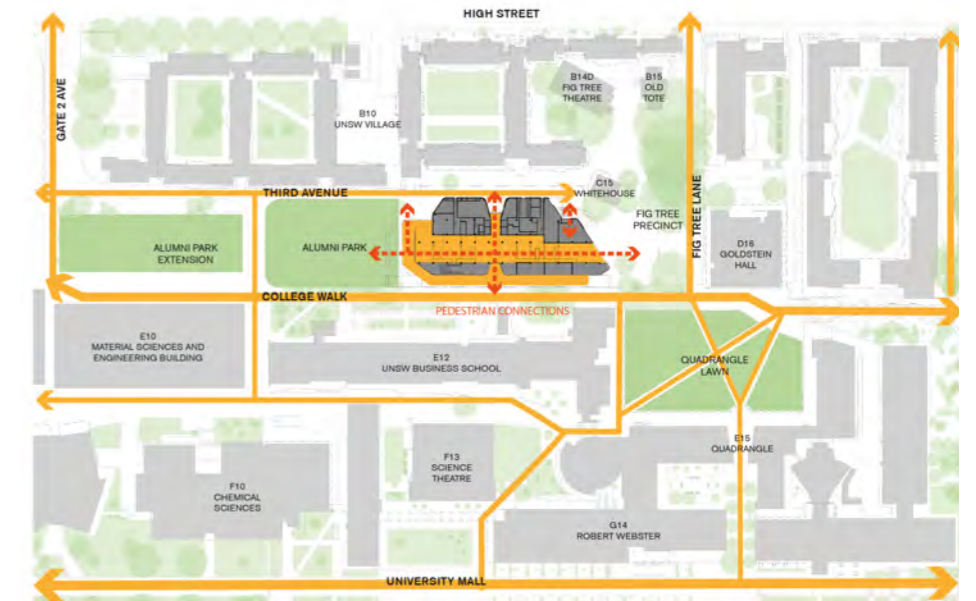 HIGH STREET
GATE 2 AVE
B10
UNSW VILLAGE
B14D
FIG TREE
THEATRE
B15
OLD
TOTE
THIRD AVENUE
C15
WHITEHOUSE
FIG TREE
PRECINCT
FIG TREE LANE
ALUMNI PARK
EXTENSION
ALUMNI PARK
D16
GOLDSTEIN
HALL
COLLEGE WALK
PEDESTRIAN CONNECTIONS
E10
MATERIAL SCIENCES AND
ENGINEERING BUILDING
E12
UNSW BUSINESS SCHOOL
QUADRANGLE
LAWN
E15
QUADRANGLE
F13
SCIENCE
THEATRE
F10
CHEMICAL
SCIENCES
G14
ROBERT WEBSTER
UNIVERSITY MALL